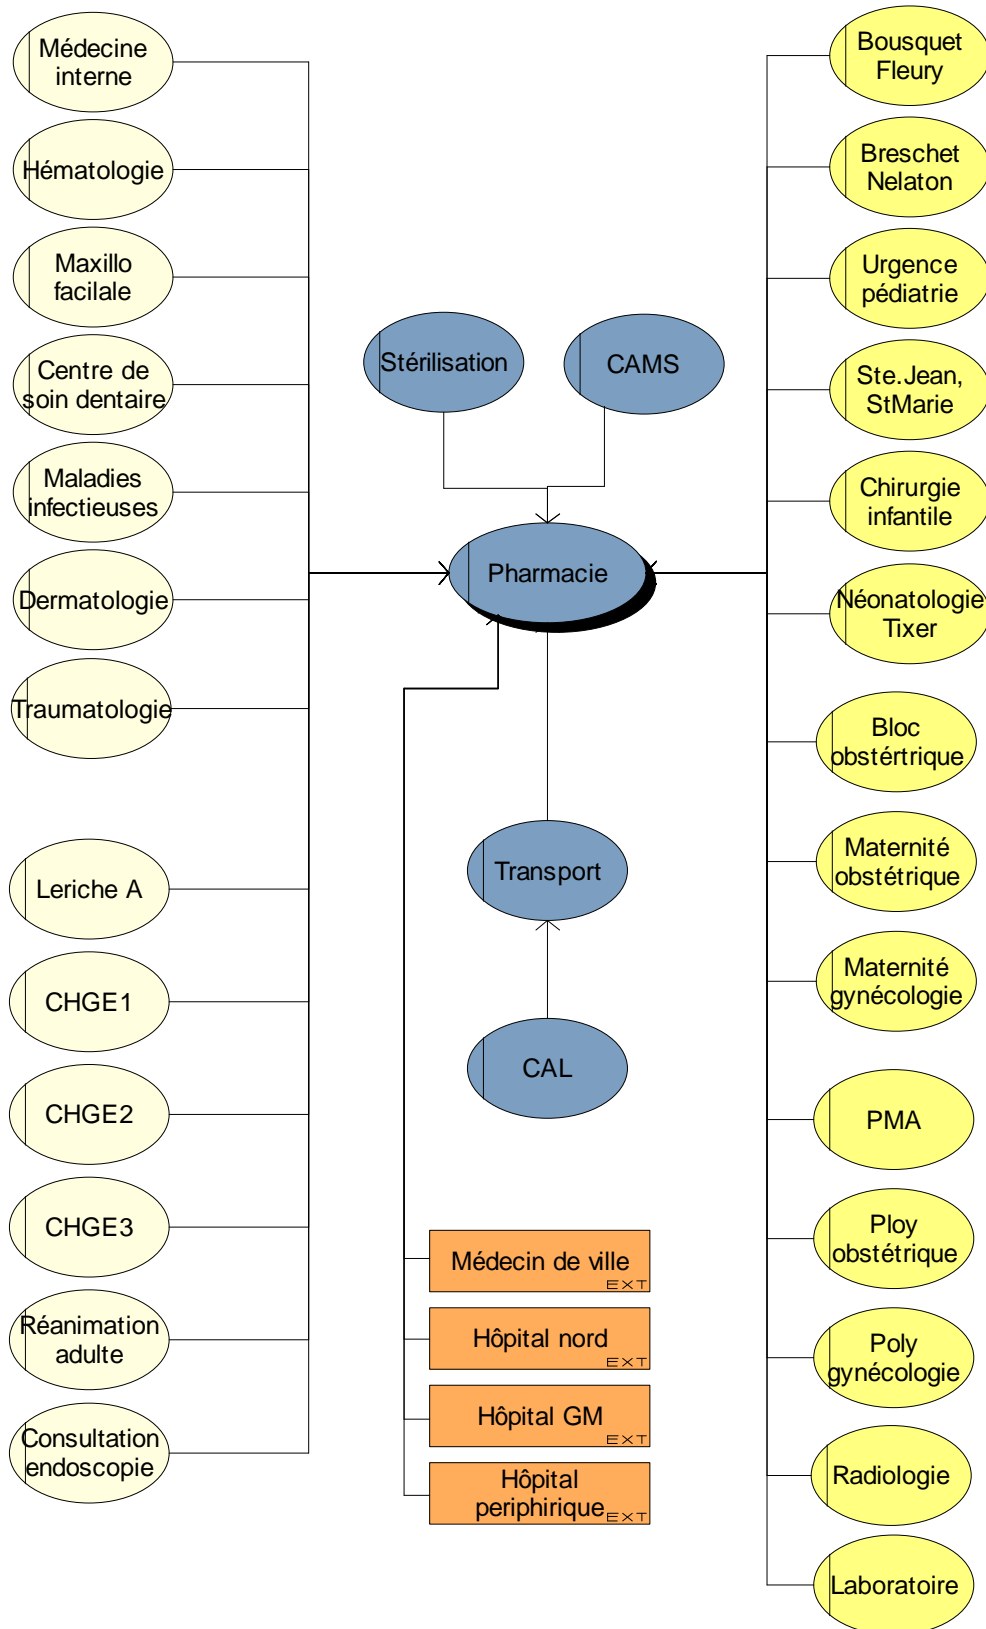 Médecine
interne
Hématologie
Maxillo
facilale
Centre de
soin dentaire
Maladies
infectieuses
Dermatologie
Traumatologie
Leriche A
CHGE1
CHGE2
CHGE3
Réanimation
adulte
Consultation
endoscopie
Stérilisation
CAMS
Pharmacie
Transport
CAL
Médecin de ville
EXT
Hôpital nord
EXT
Hôpital GM
EXT
Hôpital
periphirique
EXT
Bousquet
Fleury
Breschet
Nelaton
Urgence
pédiatrie
Ste.Jean,
StMarie
Chirurgie
infantile
Néonatologie
Tixer
Bloc
obstértrique
Maternité
obstétrique
Maternité
gynécologie
PMA
Ploy
obstétrique
Poly
gynécologie
Radiologie
Laboratoire